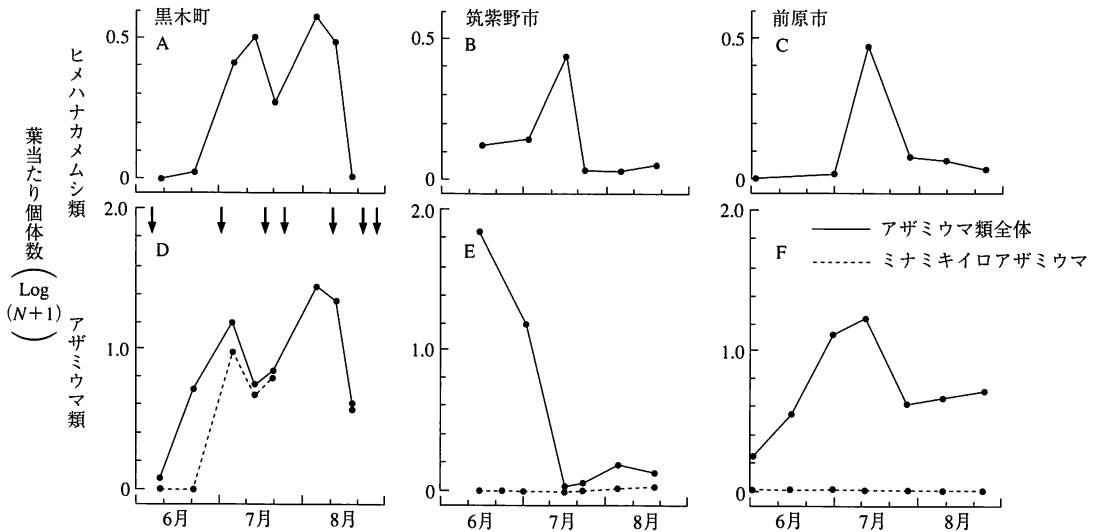 黒木町
筑紫野市
前原市
A
B
C
0.5
0
0.5
0
0.5
0
ヒメハナカメムシ類
葉当たり個体数
(Log
(N+1))
アザミウマ類
D
E
F
2.0
1.0
0
2.0
1.0
0
2.0
1.0
0
アザミウマ類全体
ミナミキイロアザミウマ
6月 7月 8月
6月 7月 8月
6月 7月 8月